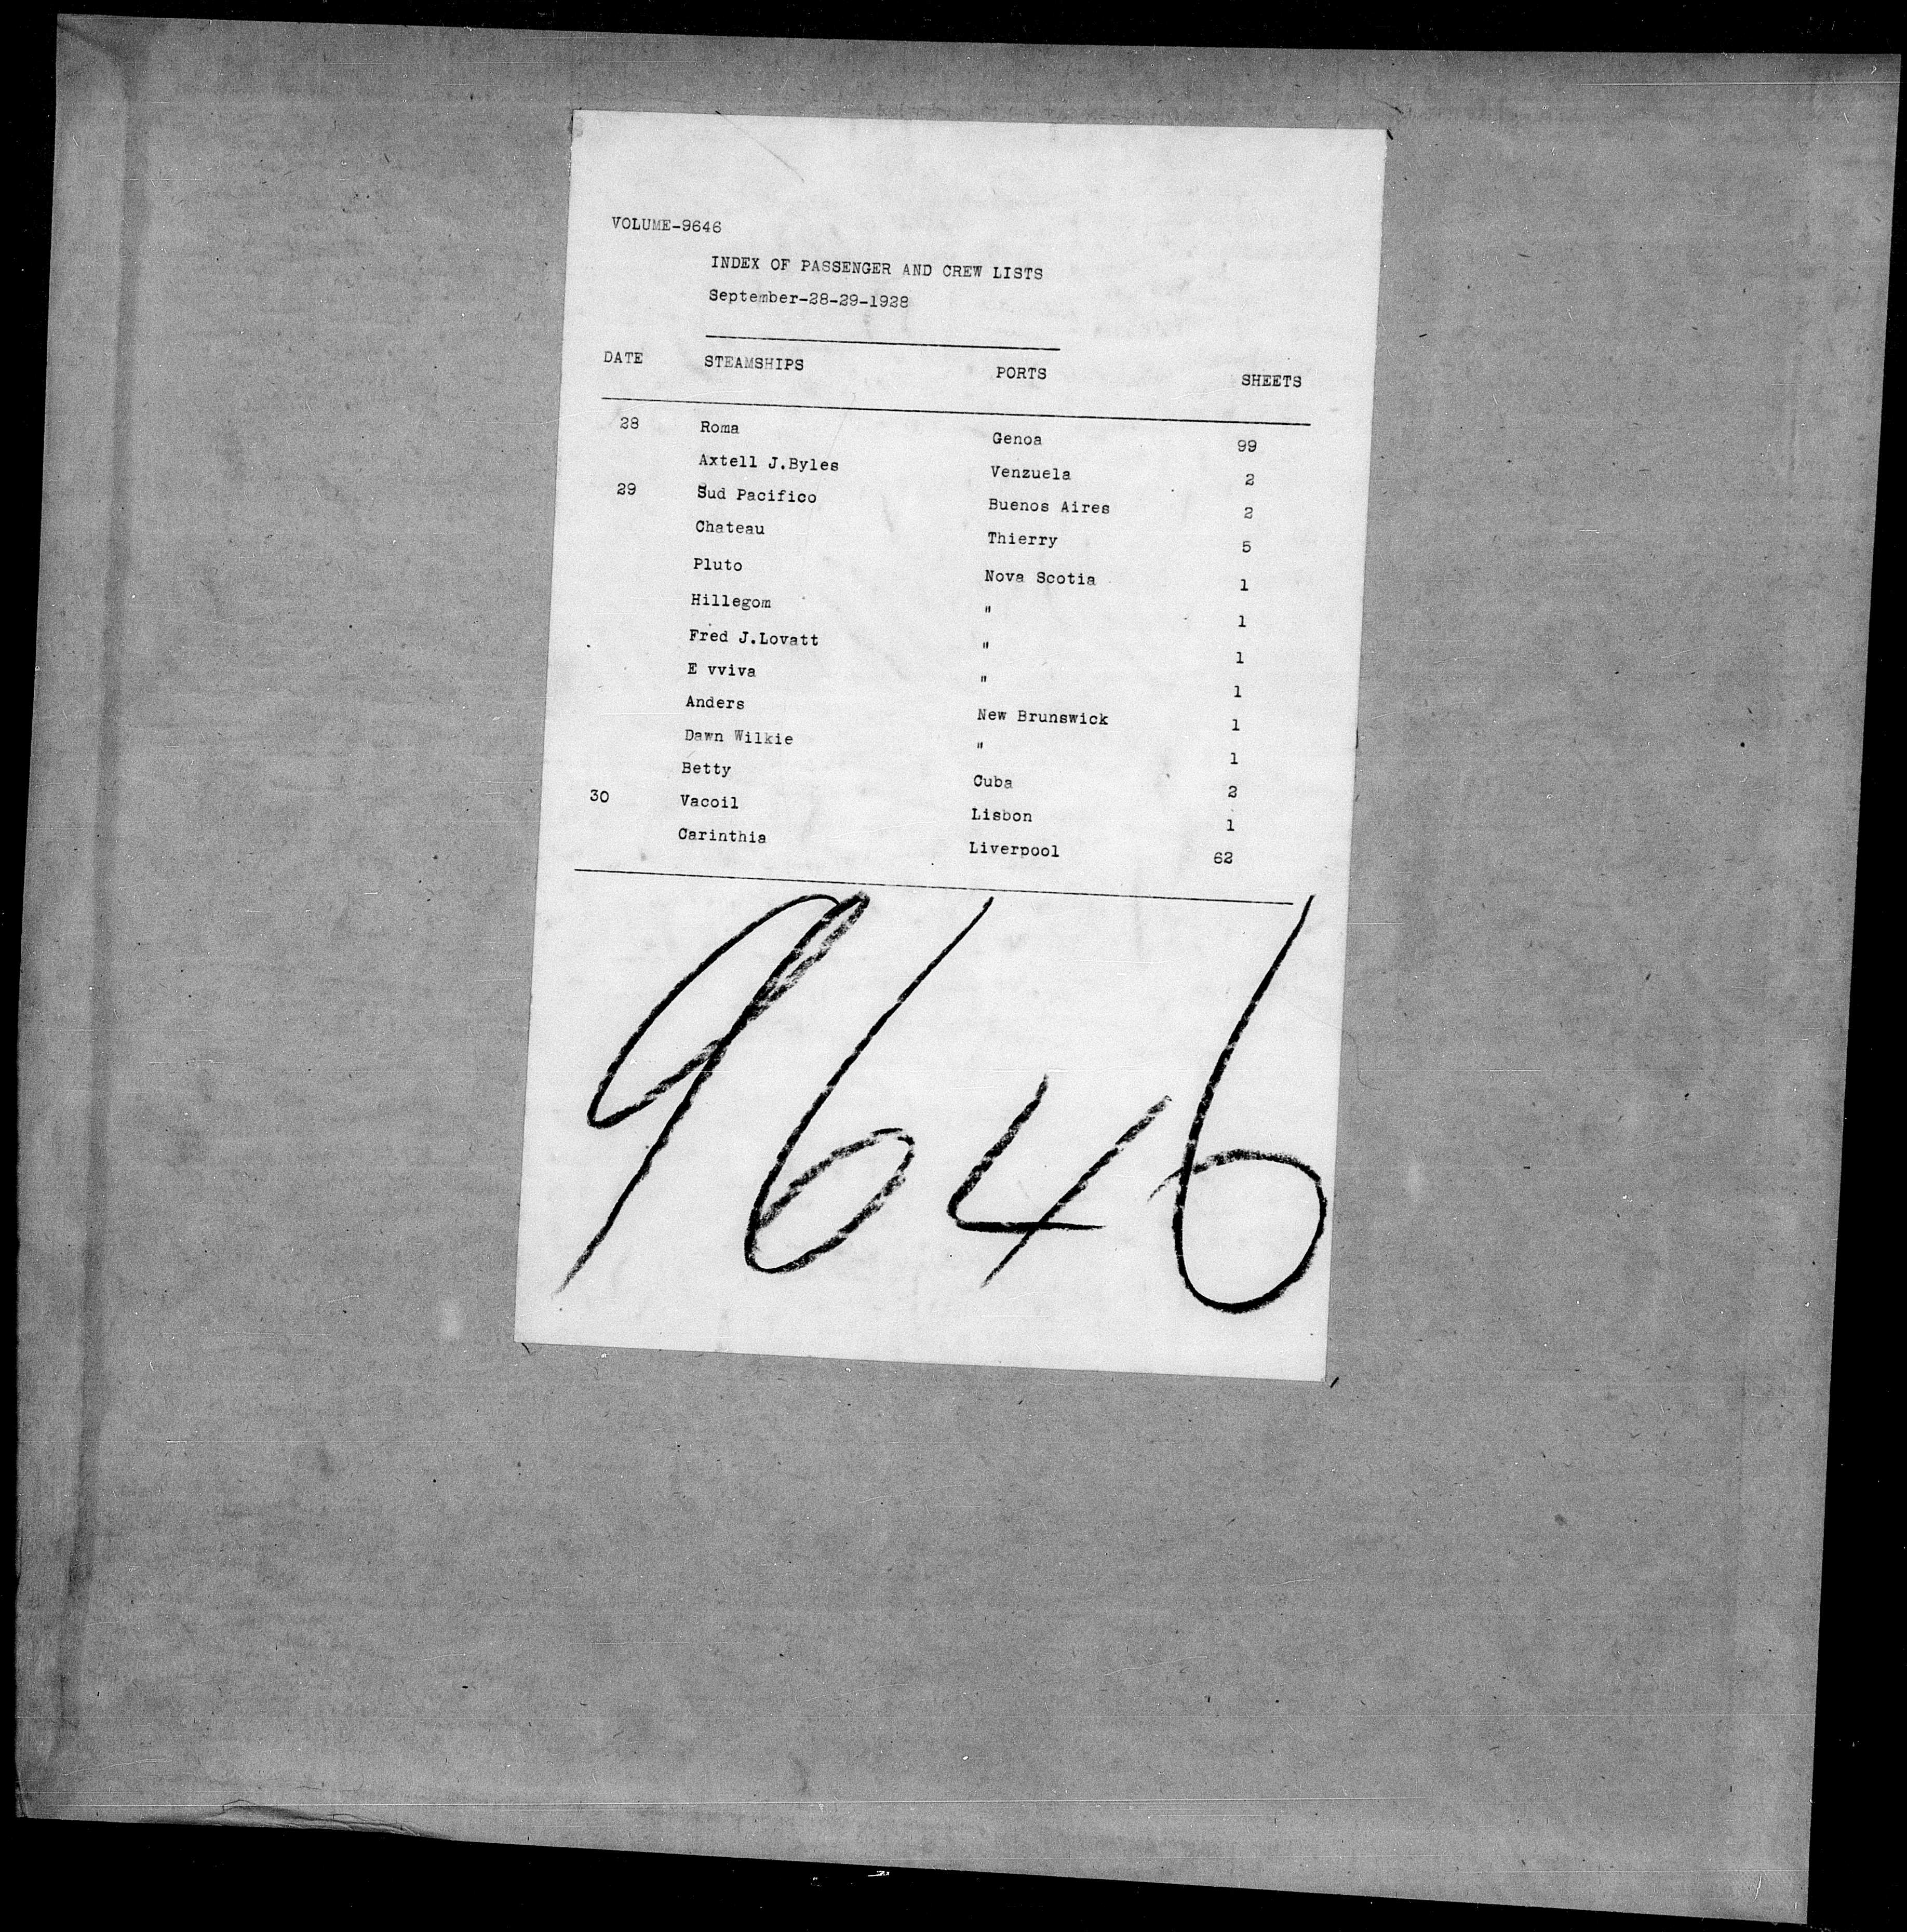 VOLUME-9646
INDEX OF PASSENGER AND CREW LISTS
September-28-29-1928
DATE STEAMSHIPS PORTS SHEETS
28 Roma Genoa 99
Axtell J.Byles Venzuela 2
29 Sud Pacifico Buenos Aires 2
Chateau Thierry 5
Pluto Nova Scotia 1
Hillegom " 1
Fred J.Lovatt " 1
E vviva " 1
Anders New Brunswick 1
Dawn Wilkie " 1
Betty Cuba 2
30 Vacoil Lisbon 1
Carinthia Liverpool 62
9646